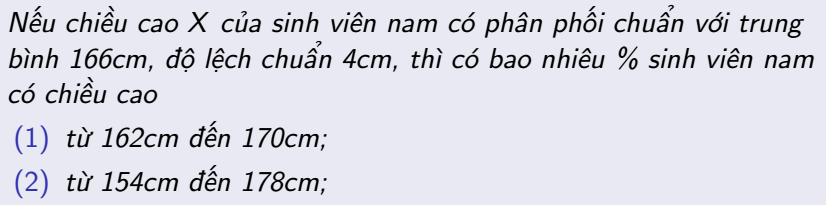 Nếu chiều cao X của sinh viên nam có phân phối chuẩn với trung
bình 166cm, độ lệch chuẩn 4cm, thì có bao nhiêu % sinh viên nam
có chiều cao
(1) từ 162cm đến 170cm;
(2) từ 154cm đến 178cm;